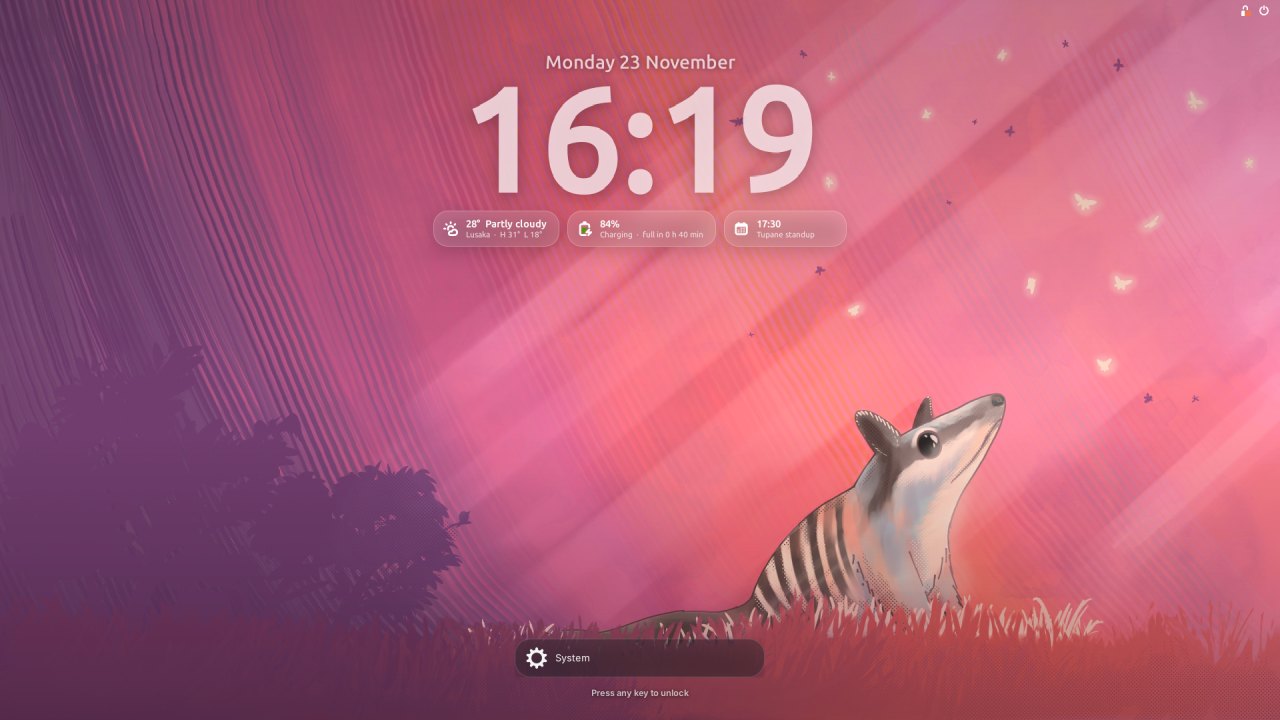 Monday 23 November
16:19
28° Partly cloudy
Lusaka · H 31° L 18°
84%
Charging · full in 0 h 40 min
17:30
Tupane standup
System
Press any key to unlock